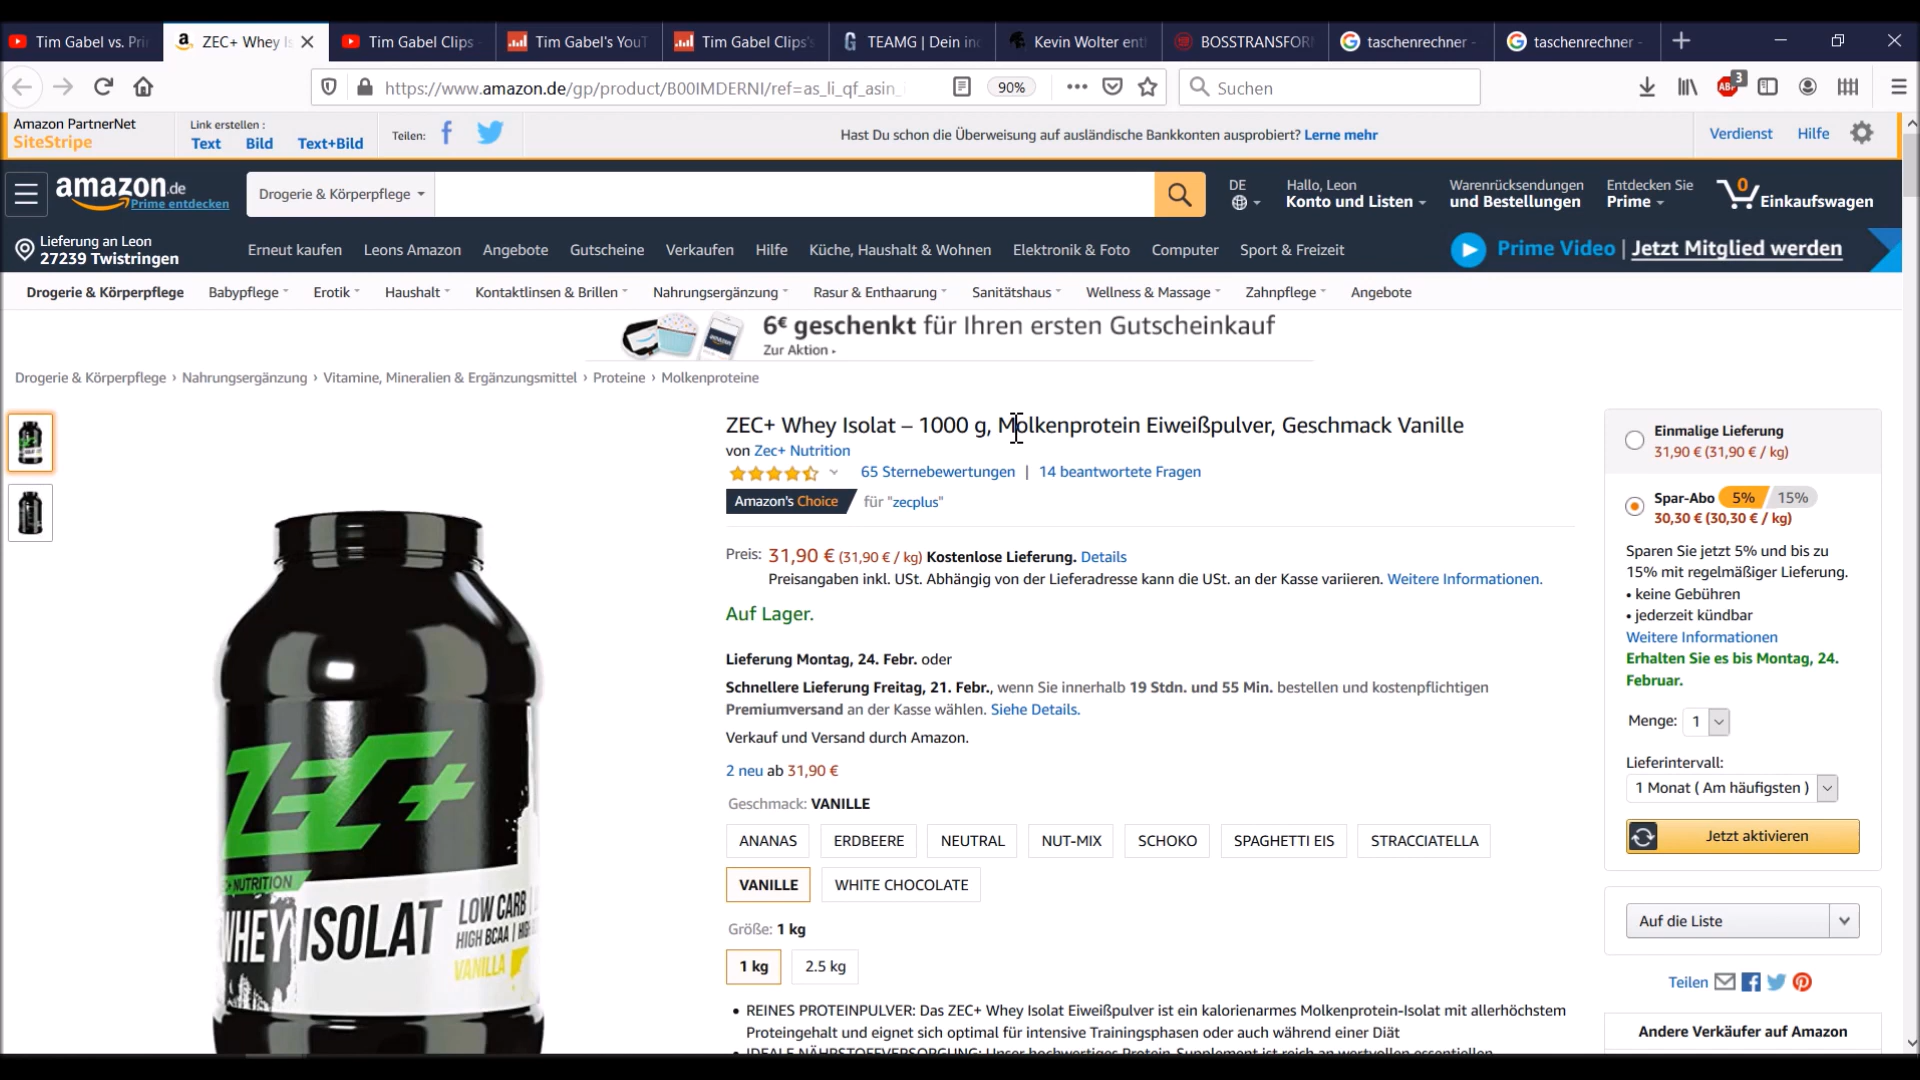 Tim Gabel vs. Pri
ZEC+ Whey Is
Tim Gabel Clips -
Tim Gabel's YouT
Tim Gabel Clips's
TEAMG | Dein in
Kevin Wolter ent
BOSSTRANSFOR
taschenrechner -
taschenrechner -
https://www.amazon.de/gp/product/B00IMDERNI/ref=as_li_qf_asin_
90%
Suchen
ABP
3
Amazon PartnerNet
SiteStripe
Link erstellen :
Text
Bild
Text+Bild
Teilen:
Hast Du schon die Überweisung auf ausländische Bankkonten ausprobiert? Lerne mehr
Verdienst
Hilfe
amazon.de
Prime entdecken
Drogerie & Körperpflege
DE
Hallo, Leon
Konto und Listen
Warenrücksendungen
und Bestellungen
Entdecken Sie
Prime
0
Einkaufswagen
Lieferung an Leon
27239 Twistringen
Erneut kaufen
Leons Amazon
Angebote
Gutscheine
Verkaufen
Hilfe
Küche, Haushalt & Wohnen
Elektronik & Foto
Computer
Sport & Freizeit
Prime Video | Jetzt Mitglied werden
Drogerie & Körperpflege
Babypflege
Erotik
Haushalt
Kontaktlinsen & Brillen
Nahrungsergänzung
Rasur & Enthaarung
Sanitätshaus
Wellness & Massage
Zahnpflege
Angebote
6€ geschenkt für Ihren ersten Gutscheinkauf
Zur Aktion ▸
Drogerie & Körperpflege › Nahrungsergänzung › Vitamine, Mineralien & Ergänzungsmittel › Proteine › Molkenproteine
ZEC+ Whey Isolat – 1000 g, Molkenprotein Eiweißpulver, Geschmack Vanille
von Zec+ Nutrition
65 Sternebewertungen | 14 beantwortete Fragen
Amazon's Choice für "zecplus"
Preis: 31,90 € (31,90 € / kg) Kostenlose Lieferung. Details
Preisangaben inkl. USt. Abhängig von der Lieferadresse kann die USt. an der Kasse variieren. Weitere Informationen.
Auf Lager.
Lieferung Montag, 24. Febr. oder
Schnellere Lieferung Freitag, 21. Febr., wenn Sie innerhalb 19 Stdn. und 55 Min. bestellen und kostenpflichtigen
Premiumversand an der Kasse wählen. Siehe Details.
Verkauf und Versand durch Amazon.
2 neu ab 31,90 €
Geschmack: VANILLE
ANANAS
ERDBEERE
NEUTRAL
NUT-MIX
SCHOKO
SPAGHETTI EIS
STRACCIATELLA
VANILLE
WHITE CHOCOLATE
Größe: 1 kg
1 kg
2.5 kg
• REINES PROTEINPULVER: Das ZEC+ Whey Isolat Eiweißpulver ist ein kalorienarmes Molkenprotein-Isolat mit allerhöchstem
Proteingehalt und eignet sich optimal für intensive Trainingsphasen oder auch während einer Diät
• IDEALE NÄHRSTOFFVERSORGUNG: Unser hochwertiges Protein-Supplement ist reich an wertvollen essentiellen
ZEC+
NUTRITION
WHEY ISOLAT
LOW CARB
HIGH BCAA
VANILLA
Einmalige Lieferung
31,90 € (31,90 € / kg)
Spar-Abo 5% 15%
30,30 € (30,30 € / kg)
Sparen Sie jetzt 5% und bis zu
15% mit regelmäßiger Lieferung.
• keine Gebühren
• jederzeit kündbar
Weitere Informationen
Erhalten Sie es bis Montag, 24.
Februar.
Menge: 1
Lieferintervall:
1 Monat ( Am häufigsten )
Jetzt aktivieren
Auf die Liste
Teilen
Andere Verkäufer auf Amazon